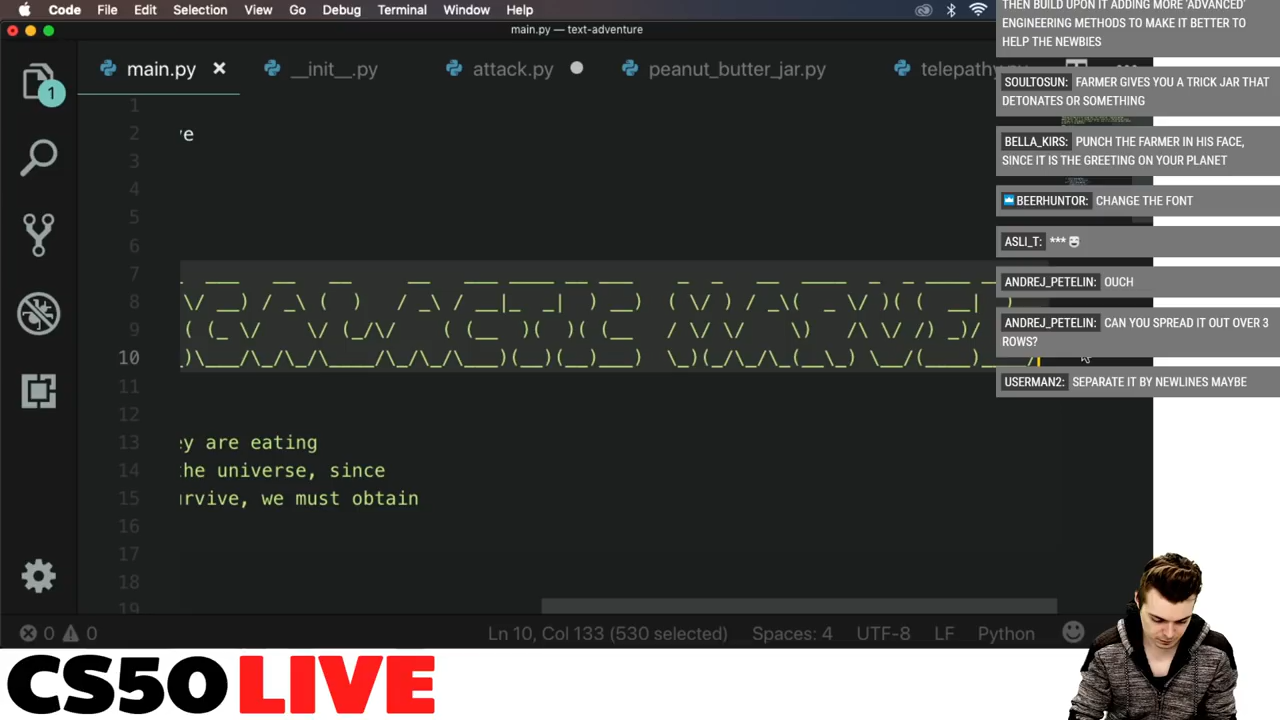 Code File Edit Selection View Go Debug Terminal Window Help
main.py — text-adventure
main.py __init__.py attack.py peanut_butter_jar.py
1
1
2
3
4
5
6
7
8
9
10
11
12
13 are eating
14 the universe, since
15 we must obtain
16
17
18
19
0 0 Ln 10, Col 133 (530 selected) Spaces: 4 UTF-8 LF Python
THEN BUILD UPON IT ADDING MORE 'ADVANCED'
ENGINEERING METHODS TO MAKE IT BETTER TO
HELP THE NEWBIES
SOULTOSUN: FARMER GIVES YOU A TRICK JAR THAT
DETONATES OR SOMETHING
BELLA_KIRS: PUNCH THE FARMER IN HIS FACE,
SINCE IT IS THE GREETING ON YOUR PLANET
BEERHUNTOR: CHANGE THE FONT
ASLI_T: ***
ANDREJ_PETELIN: OUCH
ANDREJ_PETELIN: CAN YOU SPREAD IT OUT OVER 3
ROWS?
USERMAN2: SEPARATE IT BY NEWLINES MAYBE
CS50 LIVE